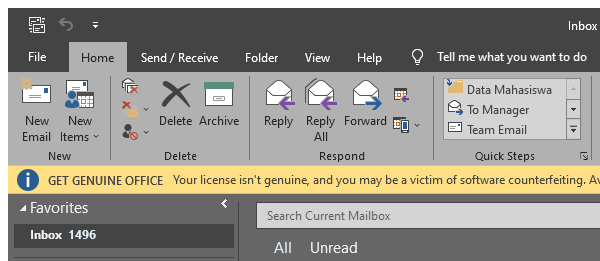 Inbox
File Home Send / Receive Folder View Help Tell me what you want to do
New Email
New Items
Delete
Archive
Reply
Reply All
Forward
Data Mahasiswa
To Manager
Team Email
New Delete Respond Quick Steps
GET GENUINE OFFICE Your license isn't genuine, and you may be a victim of software counterfeiting.
Favorites
Search Current Mailbox
Inbox 1496
All Unread